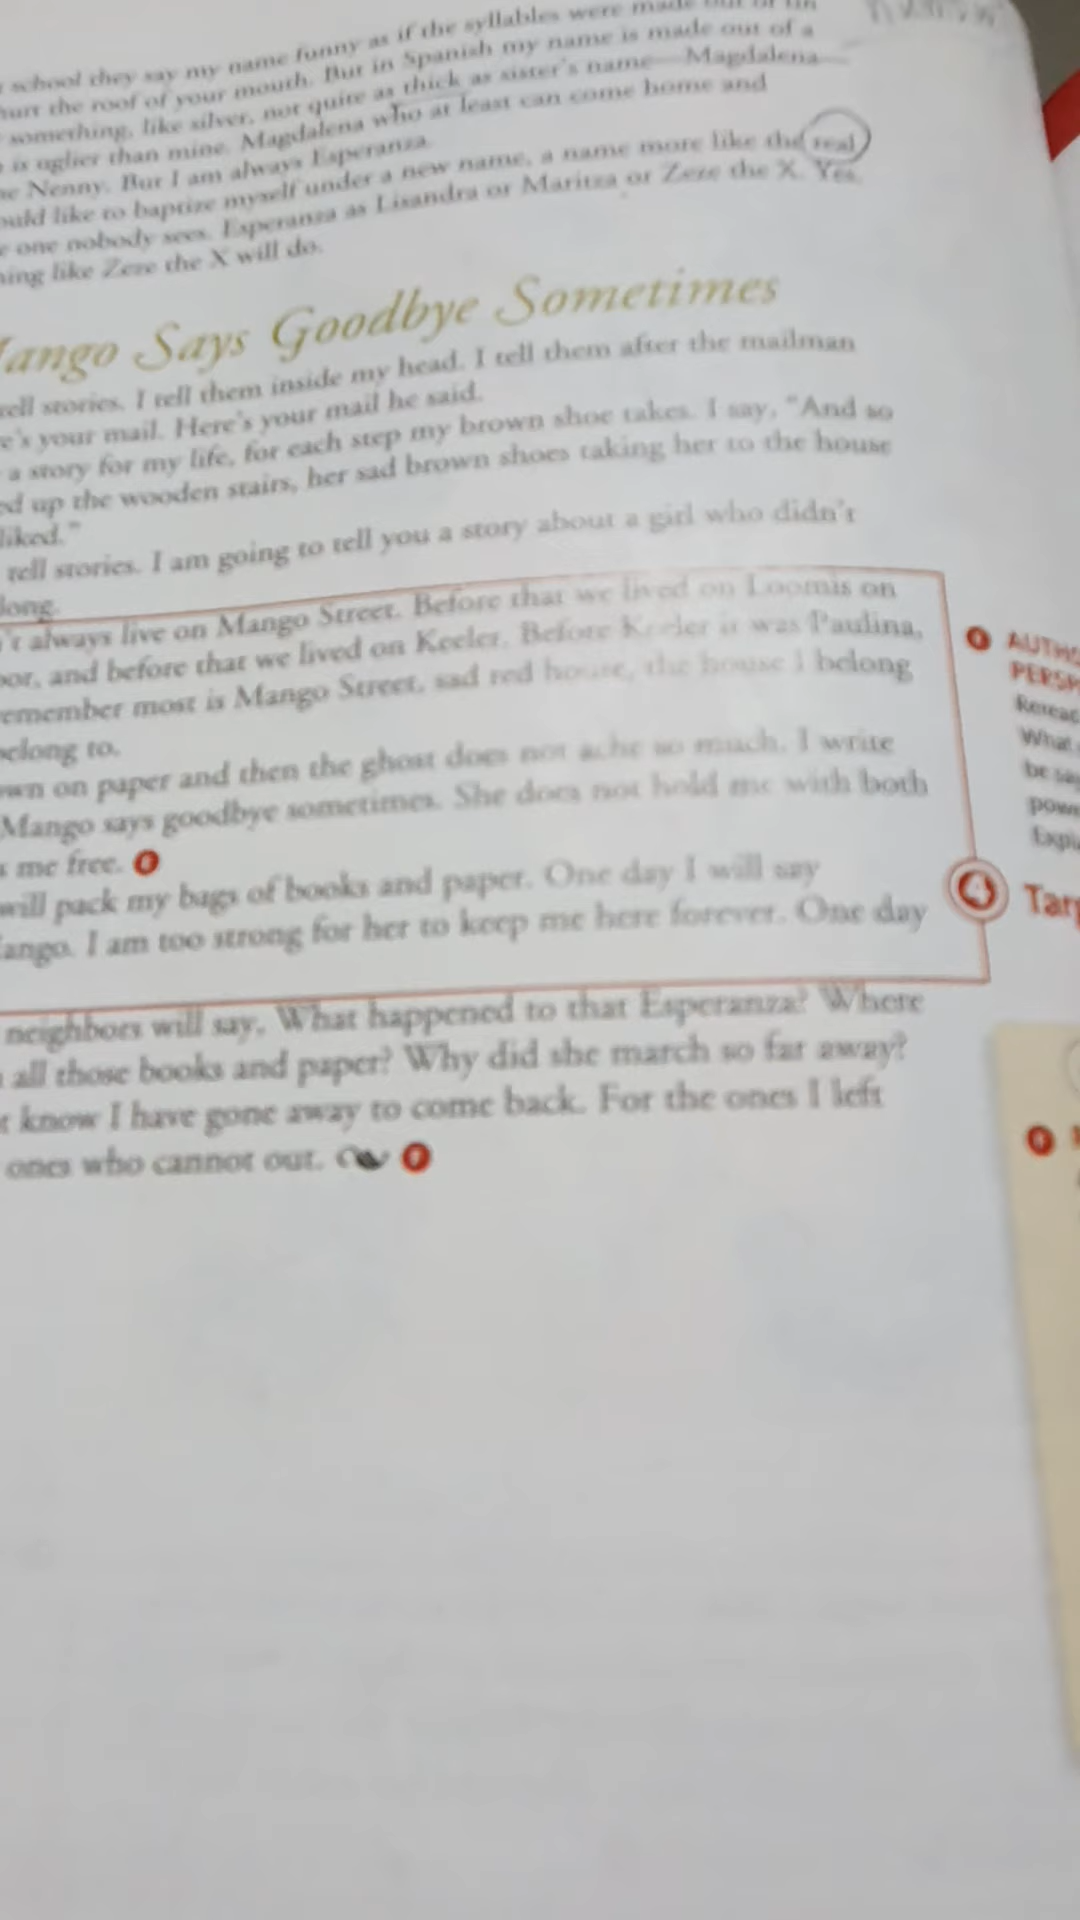 school they say my name funny as if the syllables were made out of tin
hurt the roof of your mouth. But in Spanish my name is made out of a
something, like silver, not quite as thick as sister's name—Magdalena—
is uglier than mine. Magdalena who at least can come home and
Nenny. But I am always Esperanza.
would like to baptize myself under a new name, a name more like the real
one nobody sees. Esperanza as Lisandra or Maritza or Zeze the X. Yes.
like Zeze the X will do.
Mango Says Goodbye Sometimes
tell stories. I tell them inside my head. I tell them after the mailman
your mail. Here's your mail he said.
a story for my life, for each step my brown shoe takes. I say, "And so
up the wooden stairs, her sad brown shoes taking her to the house
liked."
tell stories. I am going to tell you a story about a girl who didn't
long.
always live on Mango Street. Before that we lived on Loomis on
and before that we lived on Keeler. Before Keeler it was Paulina,
remember most is Mango Street, sad red house, the house I belong
belong to.
on paper and then the ghost does not ache so much. I write
Mango says goodbye sometimes. She does not hold me with both
me free.
will pack my bags of books and paper. One day I will say
Mango. I am too strong for her to keep me here forever. One day
neighbors will say, What happened to that Esperanza? Where
all those books and paper? Why did she march so far away?
know I have gone away to come back. For the ones I left
ones who cannot out.
AUTHO
PERSP
Reread
What
4 Targ